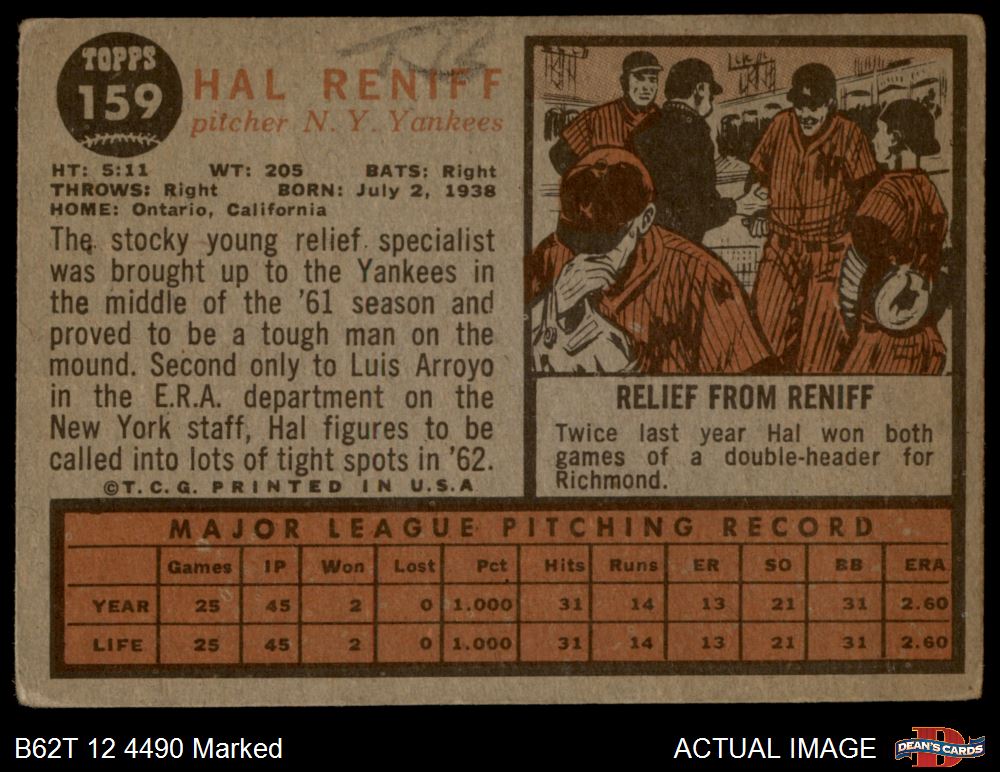 TOPPS
159
HAL RENIFF
pitcher N. Y. Yankees
HT: 5:11 WT: 205 BATS: Right
THROWS: Right BORN: July 2, 1938
HOME: Ontario, California
The stocky young relief specialist
was brought up to the Yankees in
the middle of the '61 season and
proved to be a tough man on the
mound. Second only to Luis Arroyo
in the E.R.A. department on the
New York staff, Hal figures to be
called into lots of tight spots in '62.
©T.C.G. PRINTED IN U.S.A
RELIEF FROM RENIFF
Twice last year Hal won both
games of a double-header for
Richmond.
MAJOR LEAGUE PITCHING RECORD
Games IP Won Lost Pct Hits Runs ER SO BB ERA
YEAR 25 45 2 0 1.000 31 14 13 21 31 2.60
LIFE 25 45 2 0 1.000 31 14 13 21 31 2.60
B62T 12 4490 Marked
ACTUAL IMAGE
DEAN'S CARDS